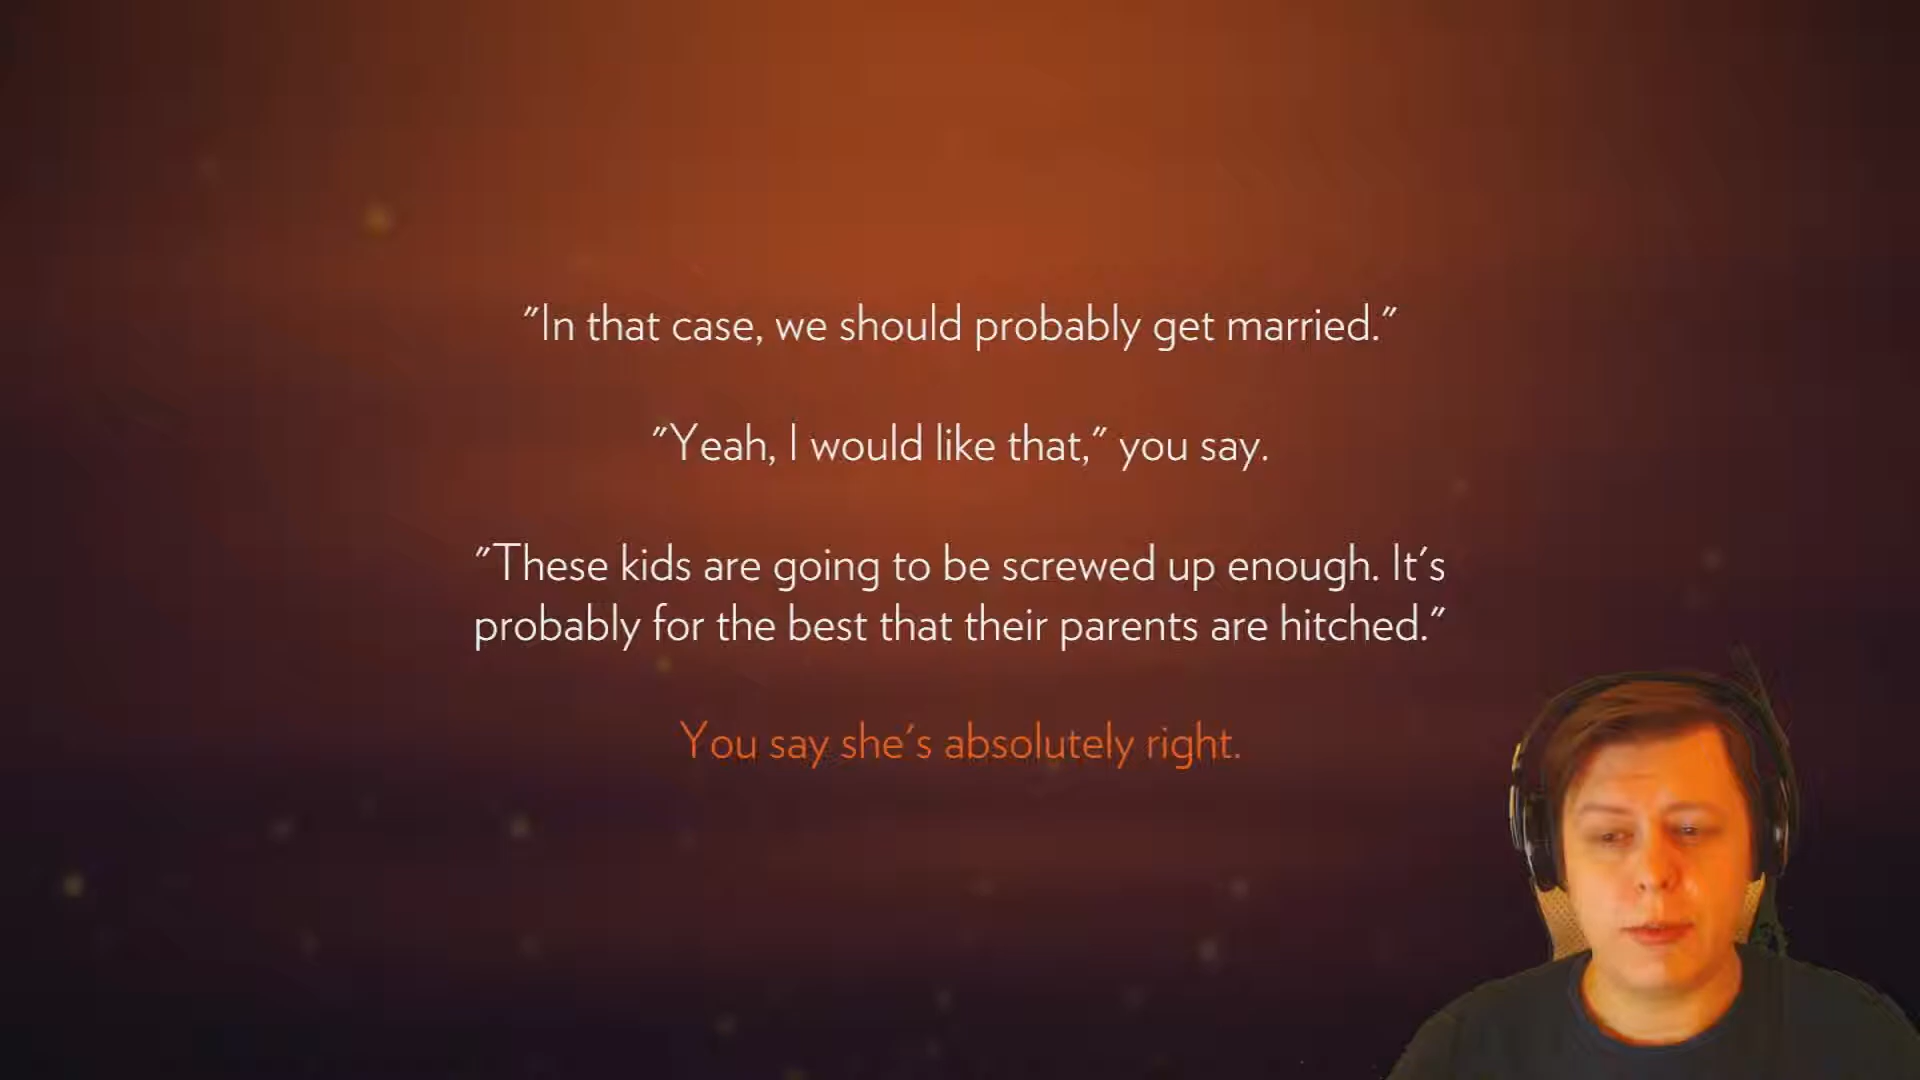 "In that case, we should probably get married."
"Yeah, I would like that," you say.
"These kids are going to be screwed up enough. It's
probably for the best that their parents are hitched."
You say she's absolutely right.